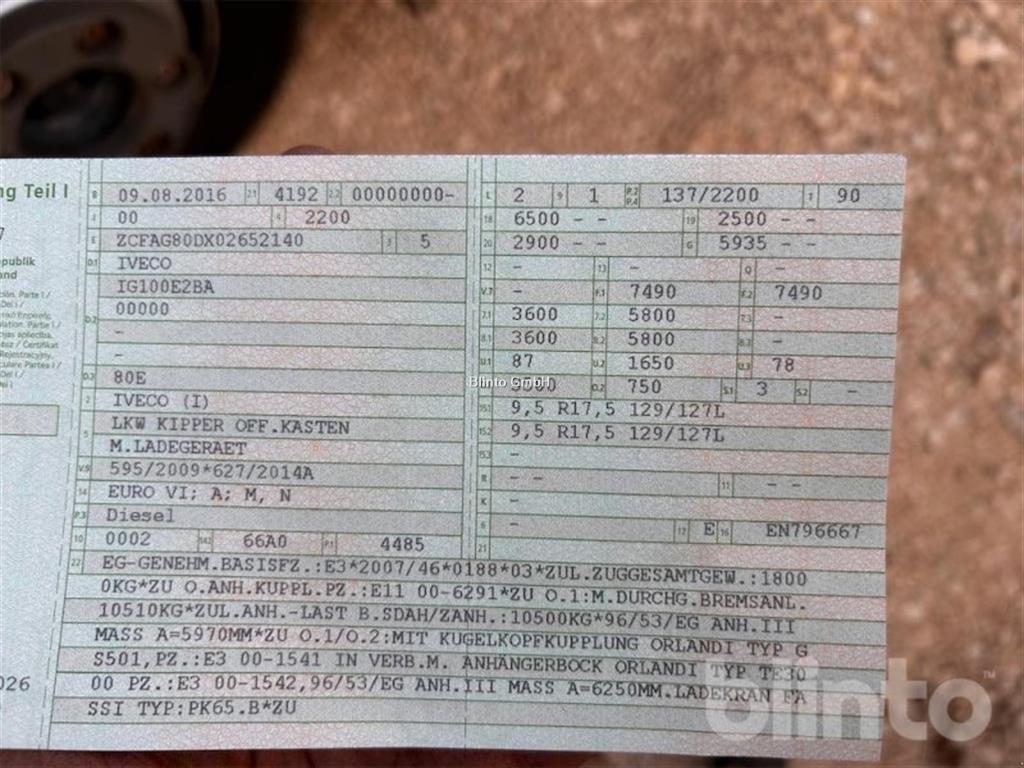 ng Teil I
publik
and
026
B 09.08.2016 2.1 4192 2.2 00000000-
J 00 4 2200
E ZCFAG80DX02652140 3 5
D.1 IVECO
IG100E2BA
D.2 00000
-
-
D.3 80E
2 IVECO (I)
5 LKW KIPPER OFF.KASTEN
M.LADEGERAET
V.9 595/2009*627/2014A
14 EURO VI; A; M, N
P.3 Diesel
10 0002 14.1 66A0 P.1 4485
L 2 9 1 P.2 P.4 137/2200 T 90
18 6500 - - 19 2500 - -
20 2900 - - G 5935 - -
12 - 13 - Q -
V.7 - F.1 7490 F.2 7490
7.1 3600 7.2 5800 7.3 -
8.1 3600 8.2 5800 8.3 -
U.1 87 U.2 1650 U.3 78
O.2 750 S.1 3 S.2 -
15.1 9,5 R17,5 129/127L
15.2 9,5 R17,5 129/127L
15.3 -
R - - 11 - -
K -
6 - 17 E 16 EN796667
21
22 EG-GENEHM.BASISFZ.:E3*2007/46*0188*03*ZUL.ZUGGESAMTGEW.:1800
0KG*ZU O.ANH.KUPPL.PZ.:E11 00-6291*ZU O.1:M.DURCHG.BREMSANL.
10510KG*ZUL.ANH.-LAST B.SDAH/ZANH.:10500KG*96/53/EG ANH.III
MASS A=5970MM*ZU O.1/O.2:MIT KUGELKOPFKUPPLUNG ORLANDI TYP G
S501,PZ.:E3 00-1541 IN VERB.M. ANHÄNGERBOCK ORLANDI TYP TE30
00 PZ.:E3 00-1542,96/53/EG ANH.III MASS A=6250MM.LADEKRAN FA
SSI TYP:PK65.B*ZU
Blinto GmbH
blinto™